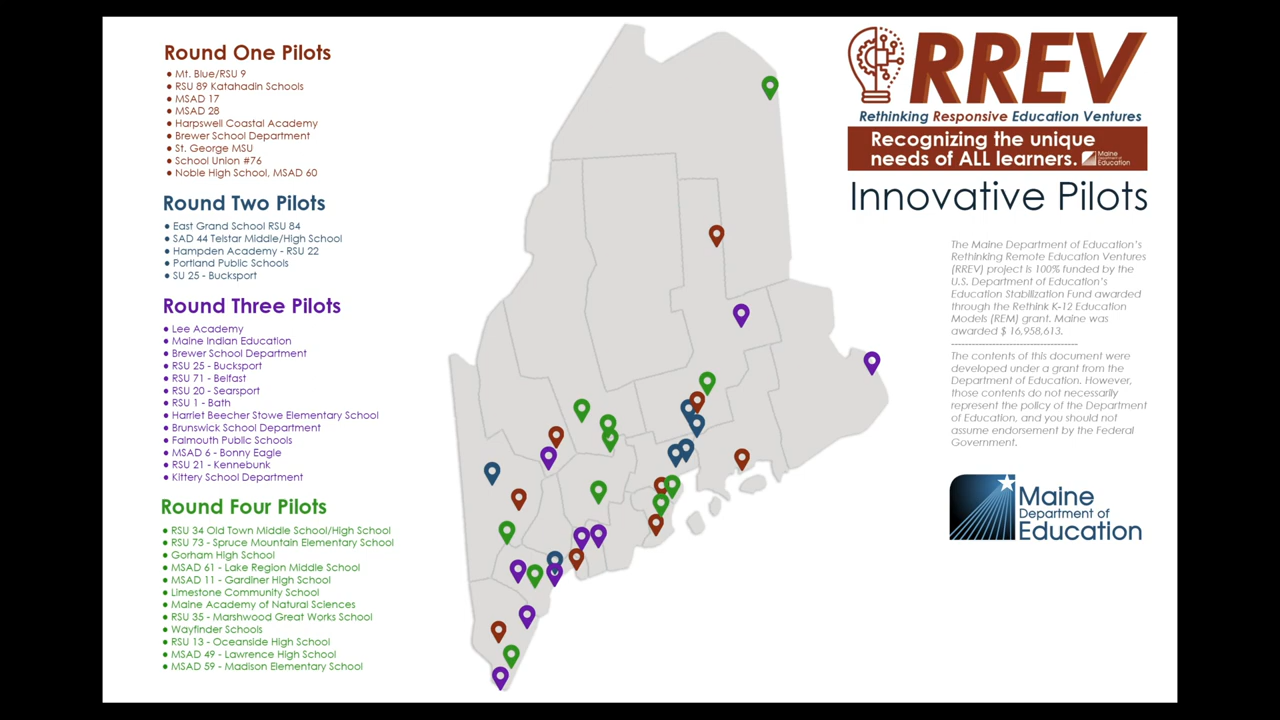 Round One Pilots
● Mt. Blue/RSU 9
● RSU 89 Katahadin Schools
● MSAD 17
● MSAD 28
● Harpswell Coastal Academy
● Brewer School Department
● St. George MSU
● School Union #76
● Noble High School, MSAD 60
Round Two Pilots
● East Grand School RSU 84
● SAD 44 Telstar Middle/High School
● Hampden Academy - RSU 22
● Portland Public Schools
● SU 25 - Bucksport
Round Three Pilots
● Lee Academy
● Maine Indian Education
● Brewer School Department
● RSU 25 - Bucksport
● RSU 71 - Belfast
● RSU 20 - Searsport
● RSU 1 - Bath
● Harriet Beecher Stowe Elementary School
● Brunswick School Department
● Falmouth Public Schools
● MSAD 6 - Bonny Eagle
● RSU 21 - Kennebunk
● Kittery School Department
Round Four Pilots
● RSU 34 Old Town Middle School/High School
● RSU 73 - Spruce Mountain Elementary School
● Gorham High School
● MSAD 61 - Lake Region Middle School
● MSAD 11 - Gardiner High School
● Limestone Community School
● Maine Academy of Natural Sciences
● RSU 35 - Marshwood Great Works School
● Wayfinder Schools
● RSU 13 - Oceanside High School
● MSAD 49 - Lawrence High School
● MSAD 59 - Madison Elementary School
RREV
Rethinking Responsive Education Ventures
Recognizing the unique
needs of ALL learners.
Maine
Department of
Education
Innovative Pilots
The Maine Department of Education's
Rethinking Remote Education Ventures
(RREV) project is 100% funded by the
U.S. Department of Education's
Education Stabilization Fund awarded
through the Rethink K-12 Education
Models (REM) grant. Maine was
awarded $ 16,958,613.
--------------------------------
The contents of this document were
developed under a grant from the
Department of Education. However,
those contents do not necessarily
represent the policy of the Department
of Education, and you should not
assume endorsement by the Federal
Government.
Maine
Department of
Education